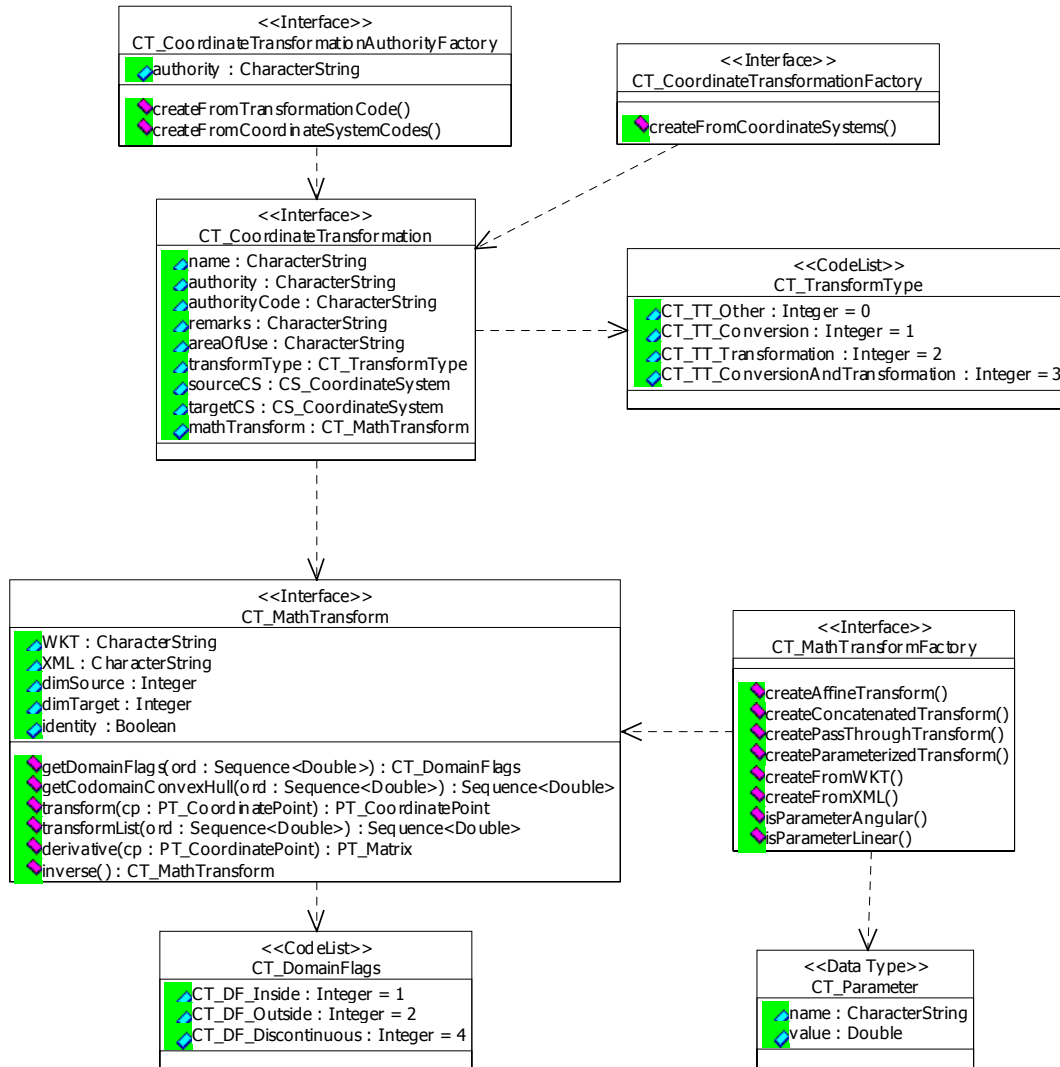 <<Interface>>
CT_CoordinateTransformationAuthorityFactory
authority : CharacterString
createFromTransformationCode()
createFromCoordinateSystemCodes()
<<Interface>>
CT_CoordinateTransformationFactory
createFromCoordinateSystems()
<<Interface>>
CT_CoordinateTransformation
name : CharacterString
authority : CharacterString
authorityCode : CharacterString
remarks : CharacterString
areaOfUse : CharacterString
transformType : CT_TransformType
sourceCS : CS_CoordinateSystem
targetCS : CS_CoordinateSystem
mathTransform : CT_MathTransform
<<CodeList>>
CT_TransformType
CT_TT_Other : Integer = 0
CT_TT_Conversion : Integer = 1
CT_TT_Transformation : Integer = 2
CT_TT_ConversionAndTransformation : Integer = 3
<<Interface>>
CT_MathTransform
WKT : CharacterString
XML : CharacterString
dimSource : Integer
dimTarget : Integer
identity : Boolean
getDomainFlags(ord : Sequence<Double>) : CT_DomainFlags
getCodomainConvexHull(ord : Sequence<Double>) : Sequence<Double>
transform(cp : PT_CoordinatePoint) : PT_CoordinatePoint
transformList(ord : Sequence<Double>) : Sequence<Double>
derivative(cp : PT_CoordinatePoint) : PT_Matrix
inverse() : CT_MathTransform
<<Interface>>
CT_MathTransformFactory
createAffineTransform()
createConcatenatedTransform()
createPassThroughTransform()
createParameterizedTransform()
createFromWKT()
createFromXML()
isParameterAngular()
isParameterLinear()
<<CodeList>>
CT_DomainFlags
CT_DF_Inside : Integer = 1
CT_DF_Outside : Integer = 2
CT_DF_Discontinuous : Integer = 4
<<Data Type>>
CT_Parameter
name : CharacterString
value : Double